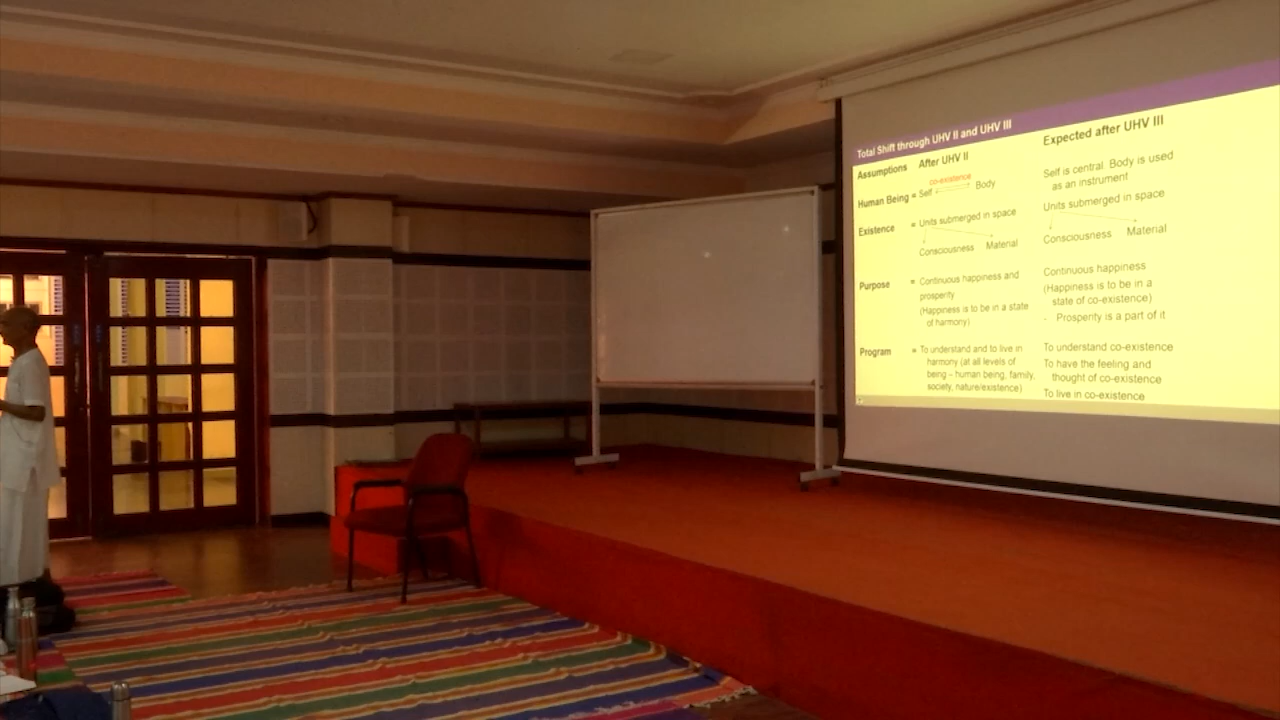 Total Shift through UHV II and UHV III
Assumptions After UHV II Expected after UHV III
Human Being = Self co-existence Body
Self is central. Body is used
as an instrument
Existence = Units submerged in space
Consciousness Material
Units submerged in space
Consciousness Material
Purpose = Continuous happiness and
prosperity
(Happiness is to be in a state
of harmony)
Continuous happiness
(Happiness is to be in a
state of co-existence)
- Prosperity is a part of it
Program = To understand and to live in
harmony (at all levels of
being – human being, family,
society, nature/existence)
To understand co-existence
To have the feeling and
thought of co-existence
To live in co-existence